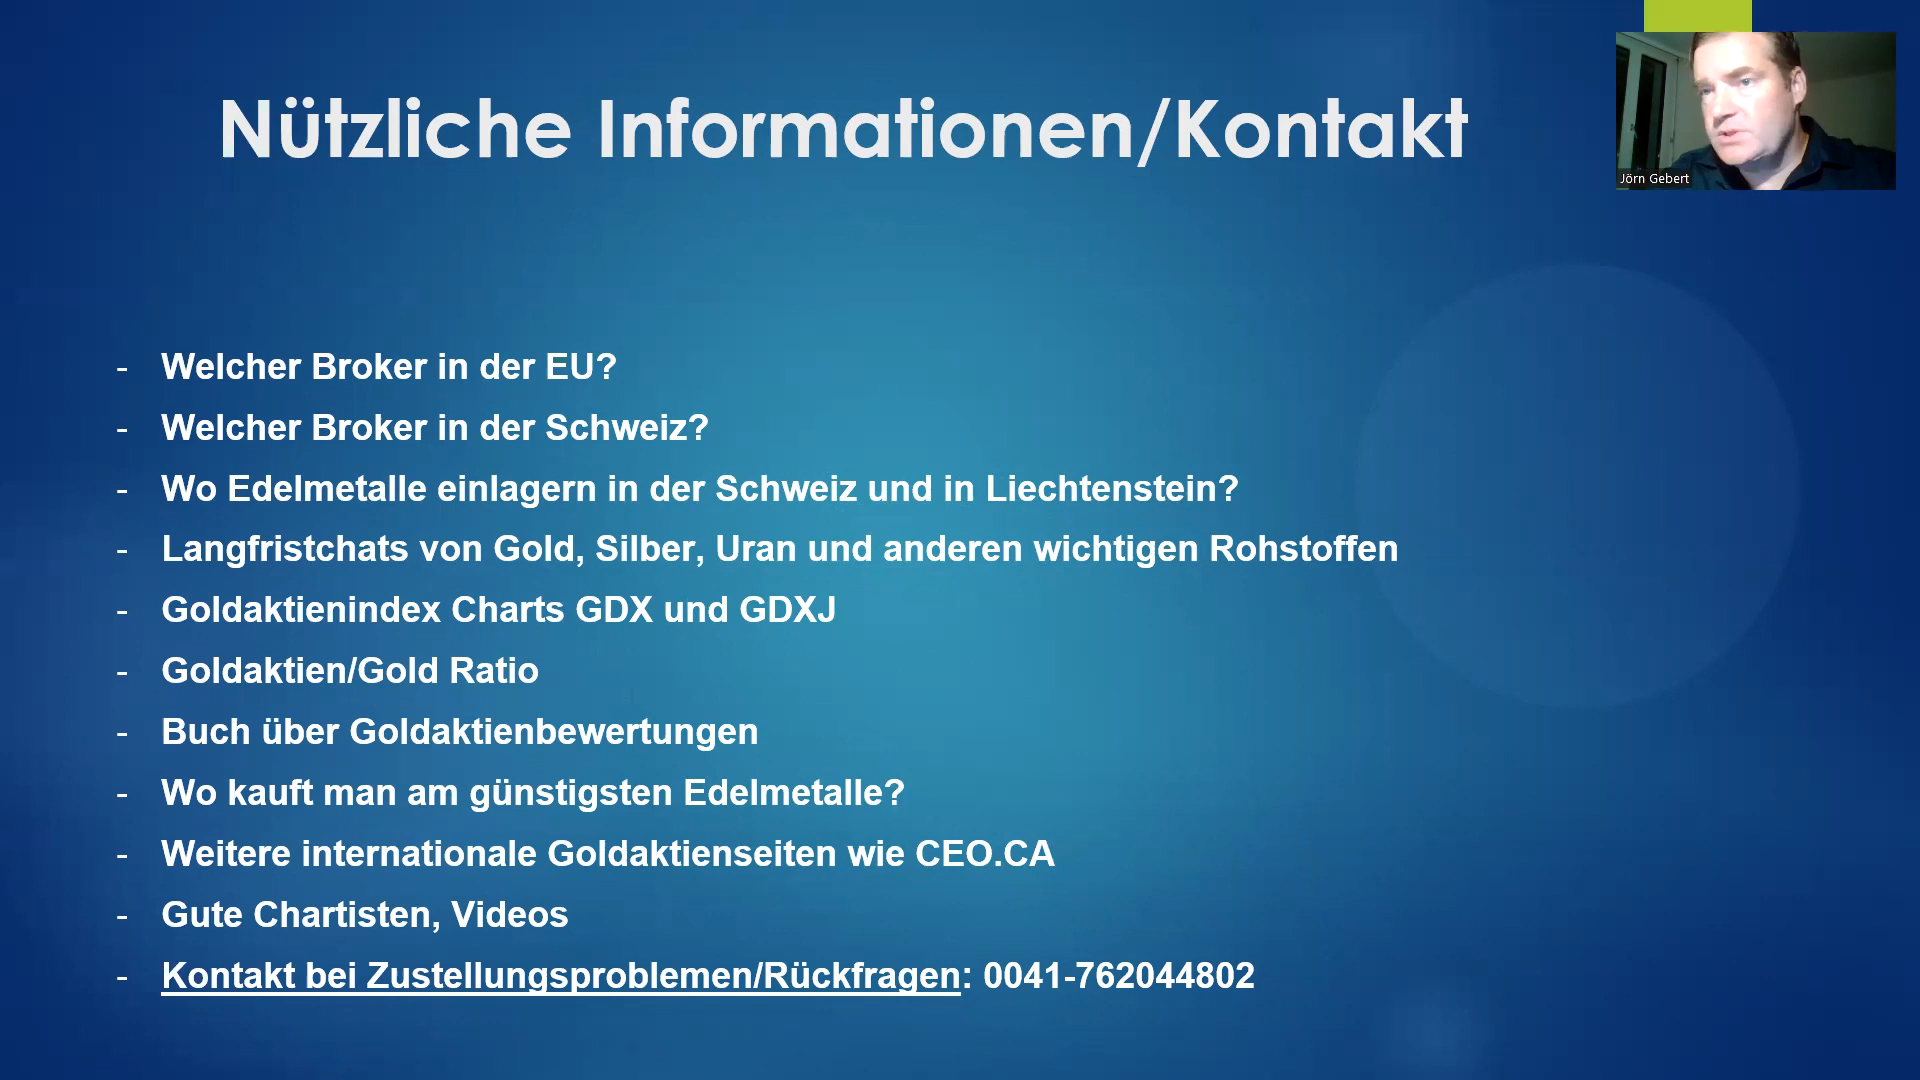 Nützliche Informationen/Kontakt
Jörn Gebert
- Welcher Broker in der EU?
- Welcher Broker in der Schweiz?
- Wo Edelmetalle einlagern in der Schweiz und in Liechtenstein?
- Langfristchats von Gold, Silber, Uran und anderen wichtigen Rohstoffen
- Goldaktienindex Charts GDX und GDXJ
- Goldaktien/Gold Ratio
- Buch über Goldaktienbewertungen
- Wo kauft man am günstigsten Edelmetalle?
- Weitere internationale Goldaktienseiten wie CEO.CA
- Gute Chartisten, Videos
- Kontakt bei Zustellungsproblemen/Rückfragen: 0041-762044802